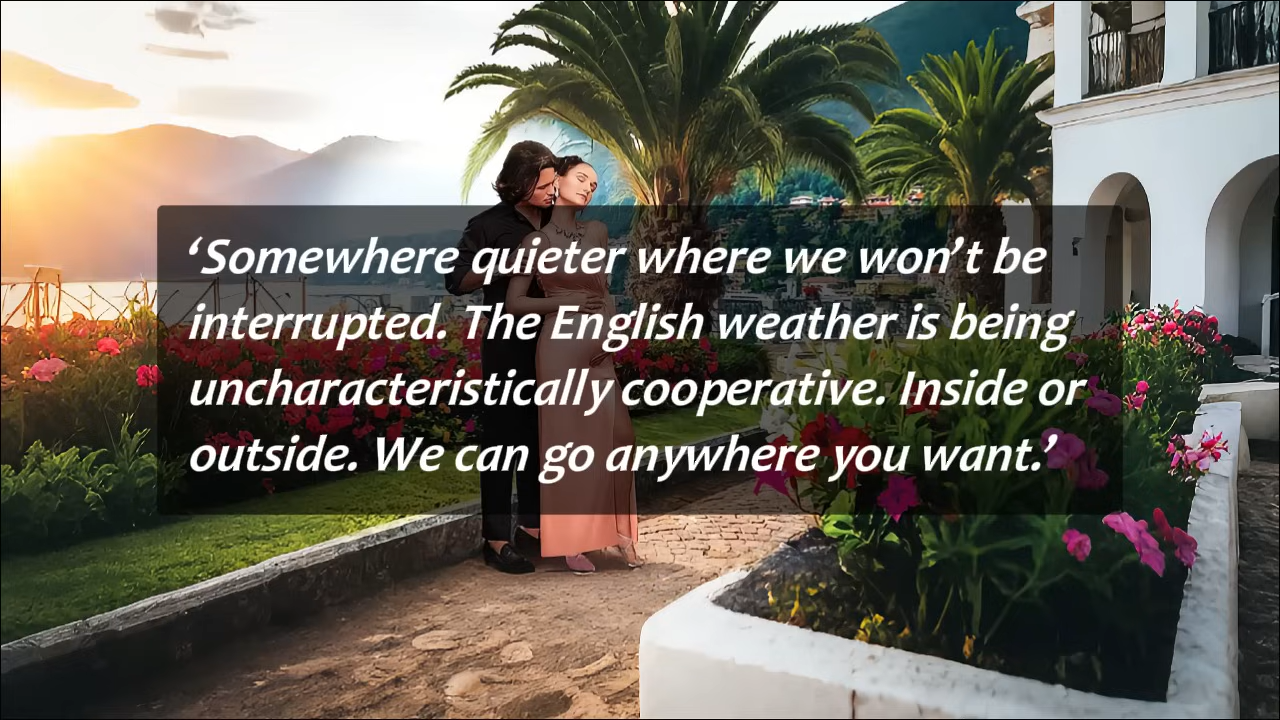 ‘Somewhere quieter where we won’t be
interrupted. The English weather is being
uncharacteristically cooperative. Inside or
outside. We can go anywhere you want.’